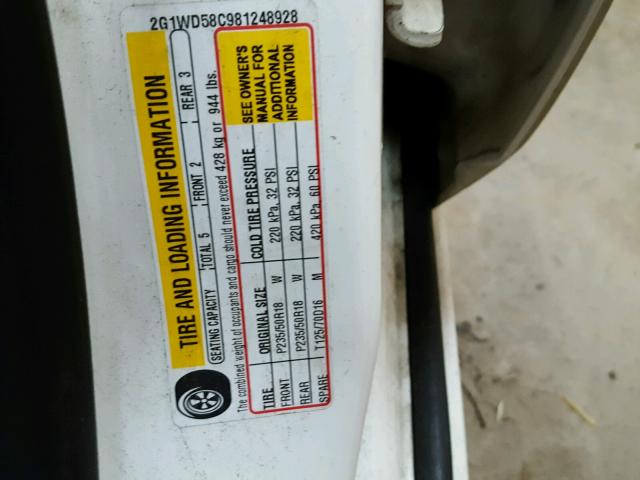 2G1WD58C981248928
TIRE AND LOADING INFORMATION
SEATING CAPACITY TOTAL 5 FRONT 2 REAR 3
The combined weight of occupants and cargo should never exceed 428 kg or 944 lbs.
TIRE ORIGINAL SIZE COLD TIRE PRESSURE
FRONT P235/50R18 W 220 kPa, 32 PSI
REAR P235/50R18 W 220 kPa, 32 PSI
SPARE T125/70D16 M 420 kPa, 60 PSI
SEE OWNER'S
MANUAL FOR
ADDITIONAL
INFORMATION